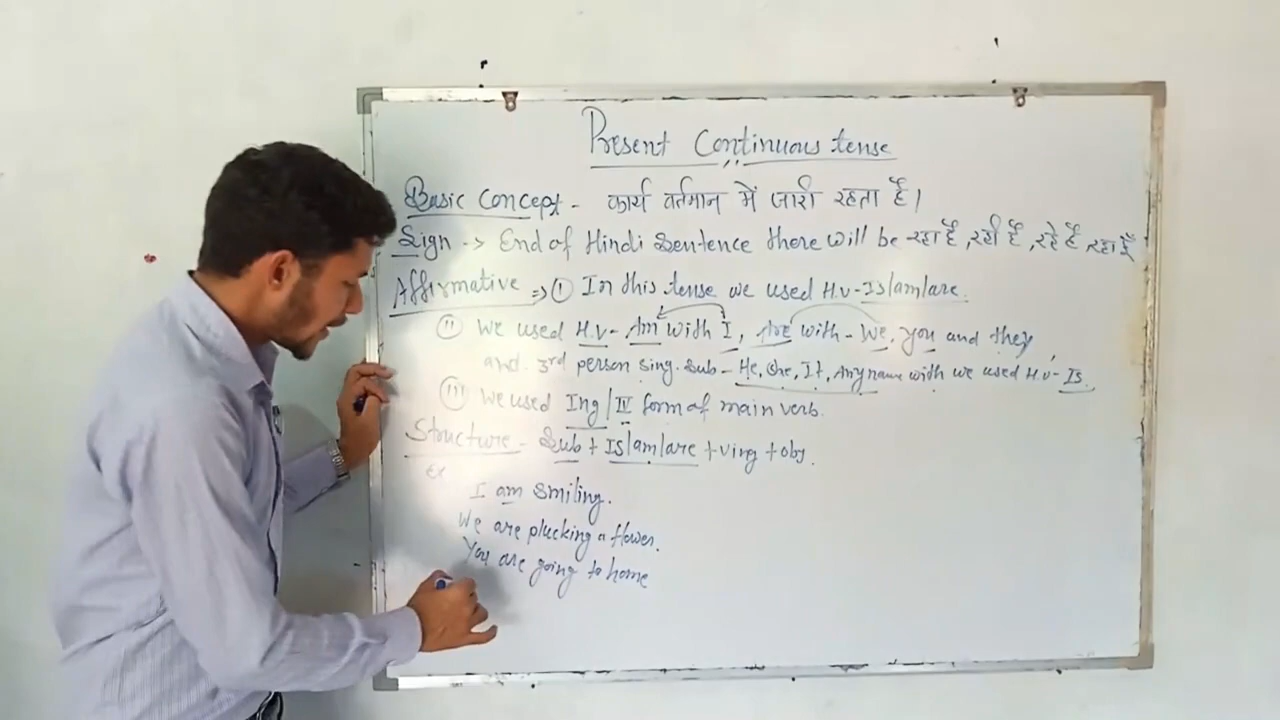 Present Continuous tense
Basic Concept - कार्य वर्तमान में जारी रहता है।
Sign -> End of Hindi Sentence there will be रहा है, रही है, रहे है, रहा हूँ
Affirmative => (i) In this tense we used H.V - Is/am/are.
(ii) We used H.V - Am with I, Are with - We, you and they,
and 3rd person sing. Sub - He, She, It, Any name with we used H.V - Is.
(iii) We used Ing/IV form of main verb.
Structure - Sub + Is/am/are + ving + obj.
Ex
I am smiling.
We are plucking a flower.
You are going to home